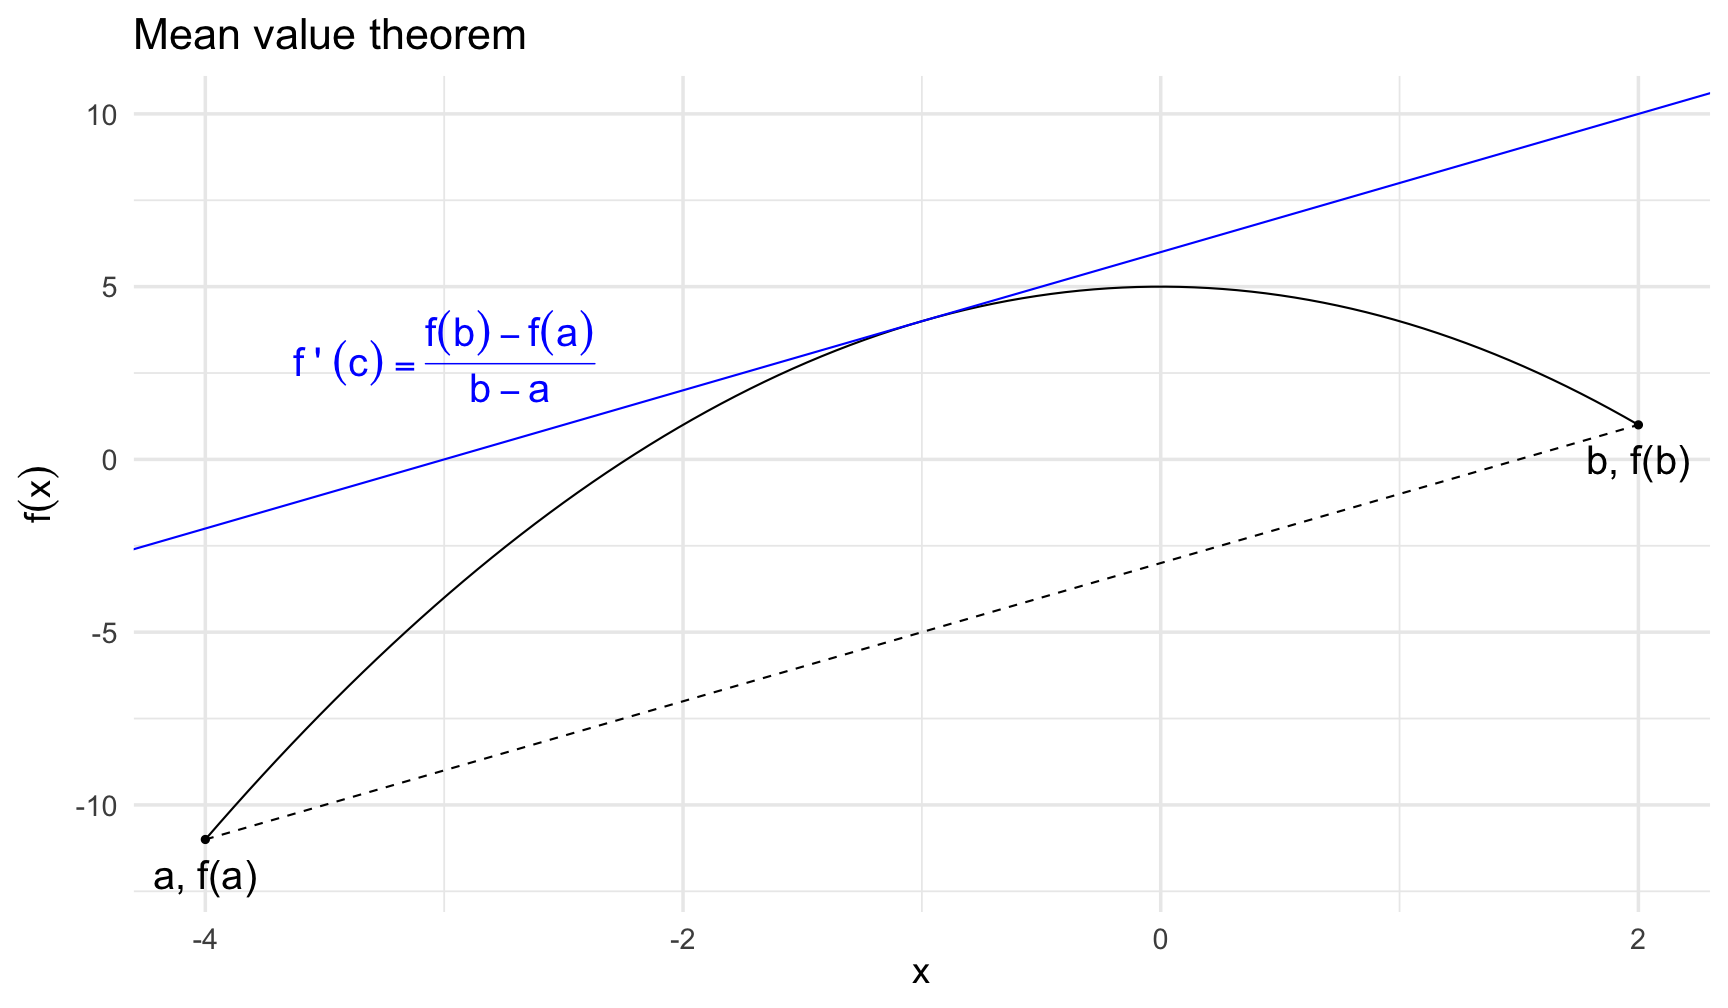 Mean value theorem
10
5
0
-5
-10
f(x)
f ' (c) = f(b) − f(a)
b − a
b, f(b)
a, f(a)
-4
-2
0
2
x